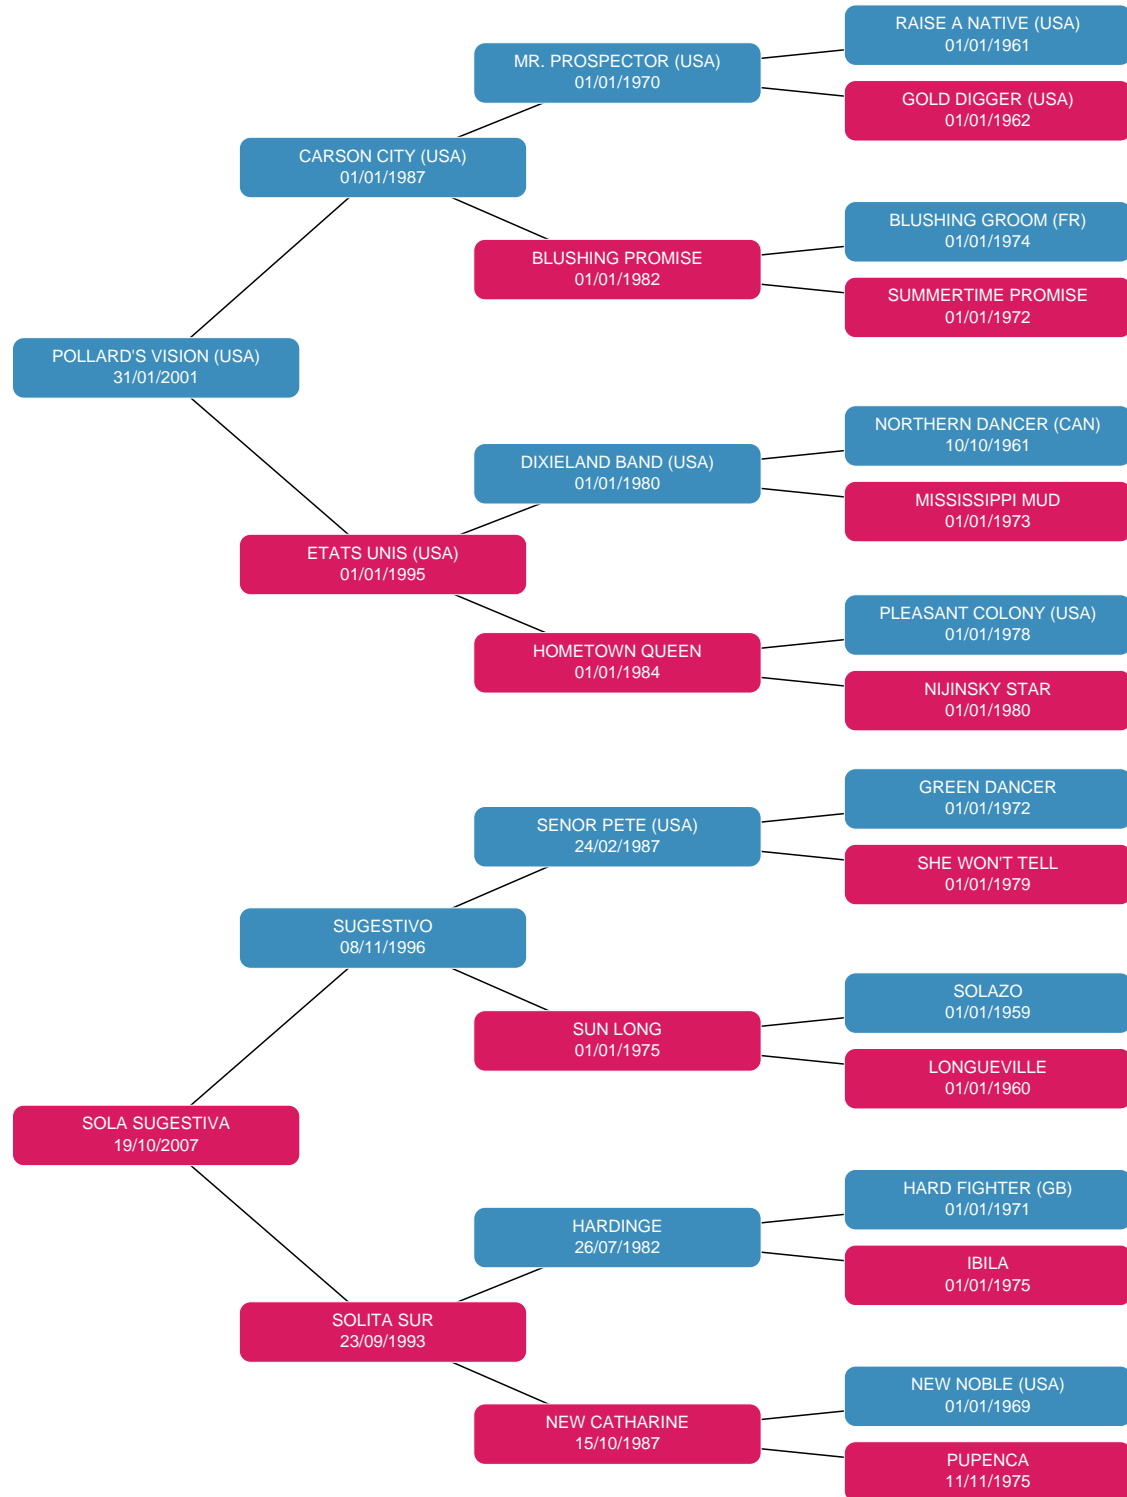 RAISE A NATIVE (USA)
01/01/1961
MR. PROSPECTOR (USA)
01/01/1970
GOLD DIGGER (USA)
01/01/1962
CARSON CITY (USA)
01/01/1987
BLUSHING GROOM (FR)
01/01/1974
BLUSHING PROMISE
01/01/1982
SUMMERTIME PROMISE
01/01/1972
POLLARD'S VISION (USA)
31/01/2001
NORTHERN DANCER (CAN)
10/10/1961
DIXIELAND BAND (USA)
01/01/1980
MISSISSIPPI MUD
01/01/1973
ETATS UNIS (USA)
01/01/1995
PLEASANT COLONY (USA)
01/01/1978
HOMETOWN QUEEN
01/01/1984
NIJINSKY STAR
01/01/1980
GREEN DANCER
01/01/1972
SENOR PETE (USA)
24/02/1987
SHE WON'T TELL
01/01/1979
SUGESTIVO
08/11/1996
SOLAZO
01/01/1959
SUN LONG
01/01/1975
LONGUEVILLE
01/01/1960
SOLA SUGESTIVA
19/10/2007
HARD FIGHTER (GB)
01/01/1971
HARDINGE
26/07/1982
IBILA
01/01/1975
SOLITA SUR
23/09/1993
NEW NOBLE (USA)
01/01/1969
NEW CATHARINE
15/10/1987
PUPENCA
11/11/1975